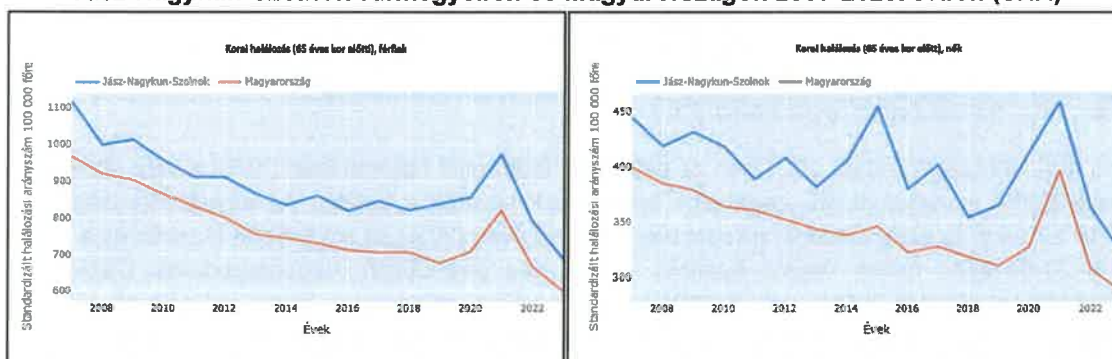 Korai halálozás (65 éves kor előtti), férfiak
Jász-Nagykun-Szolnok
Magyarország
Standardizált halálozási arányszám 100 000 főre
1100
1000
900
800
700
600
2008
2010
2012
2014
2016
2018
2020
2022
Évek
Korai halálozás (65 éves kor előtti), nők
Jász-Nagykun-Szolnok
Magyarország
Standardizált halálozási arányszám 100 000 főre
450
400
350
300
2008
2010
2012
2014
2016
2018
2020
2022
Évek